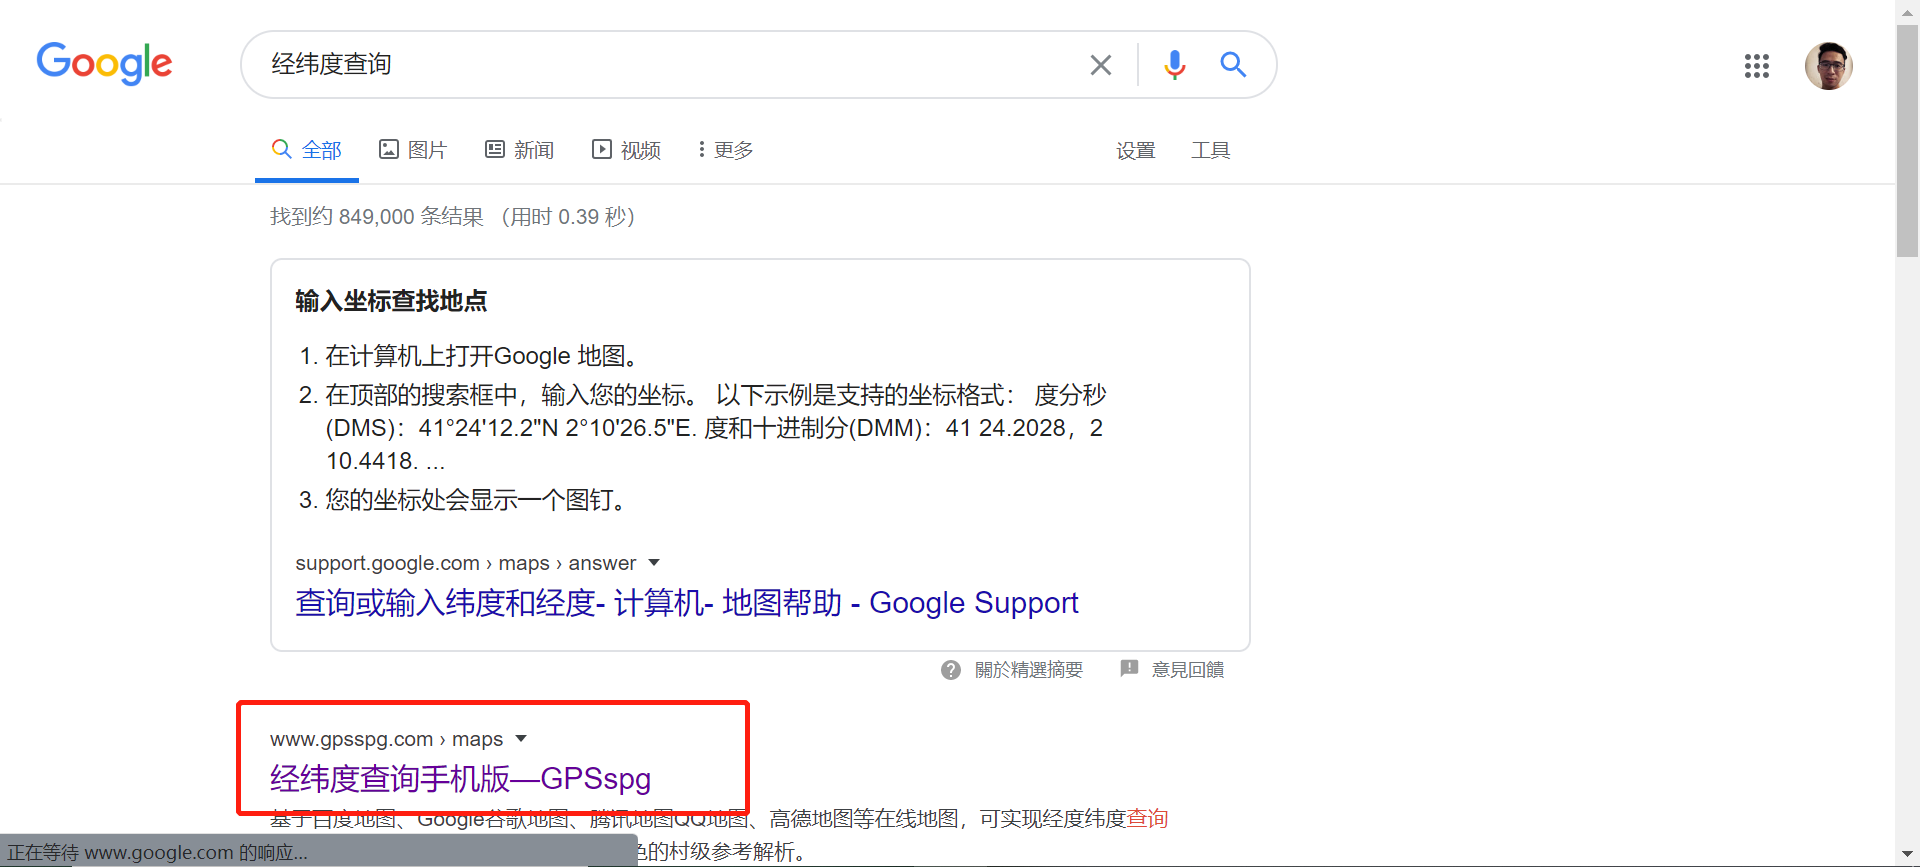 Google
经纬度查询
全部
图片
新闻
视频
更多
设置
工具
找到约 849,000 条结果 （用时 0.39 秒）
输入坐标查找地点
1. 在计算机上打开Google 地图。
2. 在顶部的搜索框中，输入您的坐标。 以下示例是支持的坐标格式： 度分秒
(DMS)：41°24'12.2"N 2°10'26.5"E. 度和十进制分(DMM)：41 24.2028，2
10.4418. ...
3. 您的坐标处会显示一个图钉。
support.google.com › maps › answer
查询或输入纬度和经度- 计算机- 地图帮助 - Google Support
關於精選摘要
意見回饋
www.gpsspg.com › maps
经纬度查询手机版—GPSspg
基于百度地图、Google谷歌地图、腾讯地图QQ地图、高德地图等在线地图，可实现经度纬度查询
的村级参考解析。
正在等待 www.google.com 的响应...